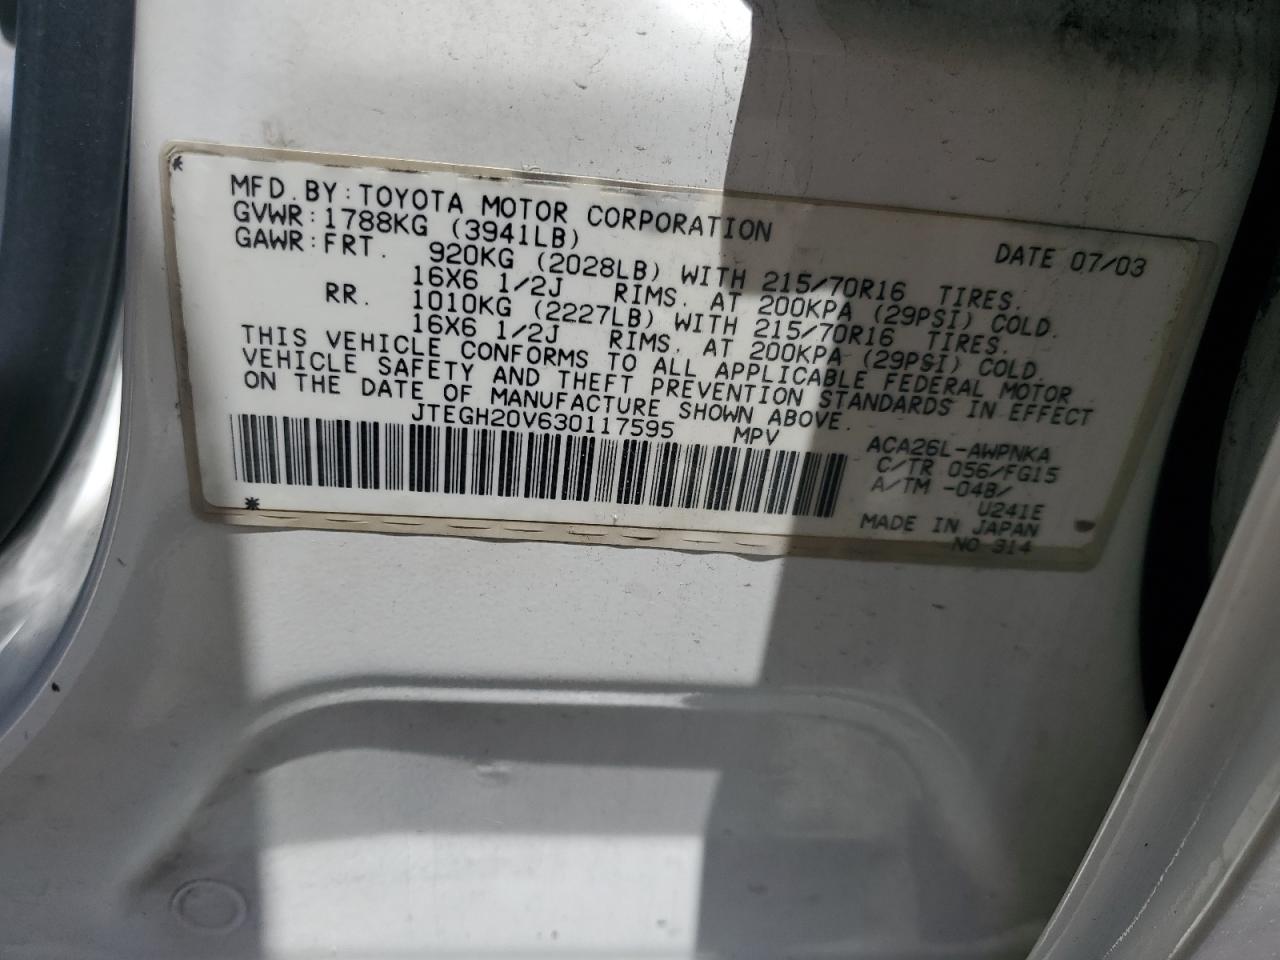 MFD. BY: TOYOTA MOTOR CORPORATION DATE 07/03
GVWR: 1788KG (3941LB)
GAWR: FRT. 920KG (2028LB) WITH 215/70R16 TIRES.
16X6 1/2J RIMS. AT 200KPA (29PSI) COLD.
RR. 1010KG (2227LB) WITH 215/70R16 TIRES.
16X6 1/2J RIMS. AT 200KPA (29PSI) COLD.
THIS VEHICLE CONFORMS TO ALL APPLICABLE FEDERAL MOTOR
VEHICLE SAFETY AND THEFT PREVENTION STANDARDS IN EFFECT
ON THE DATE OF MANUFACTURE SHOWN ABOVE.
JTEGH20V630117595 MPV
ACA26L-AWPNKA
C/TR 056/FG15
A/TM -04B/
U241E
MADE IN JAPAN
NO 914